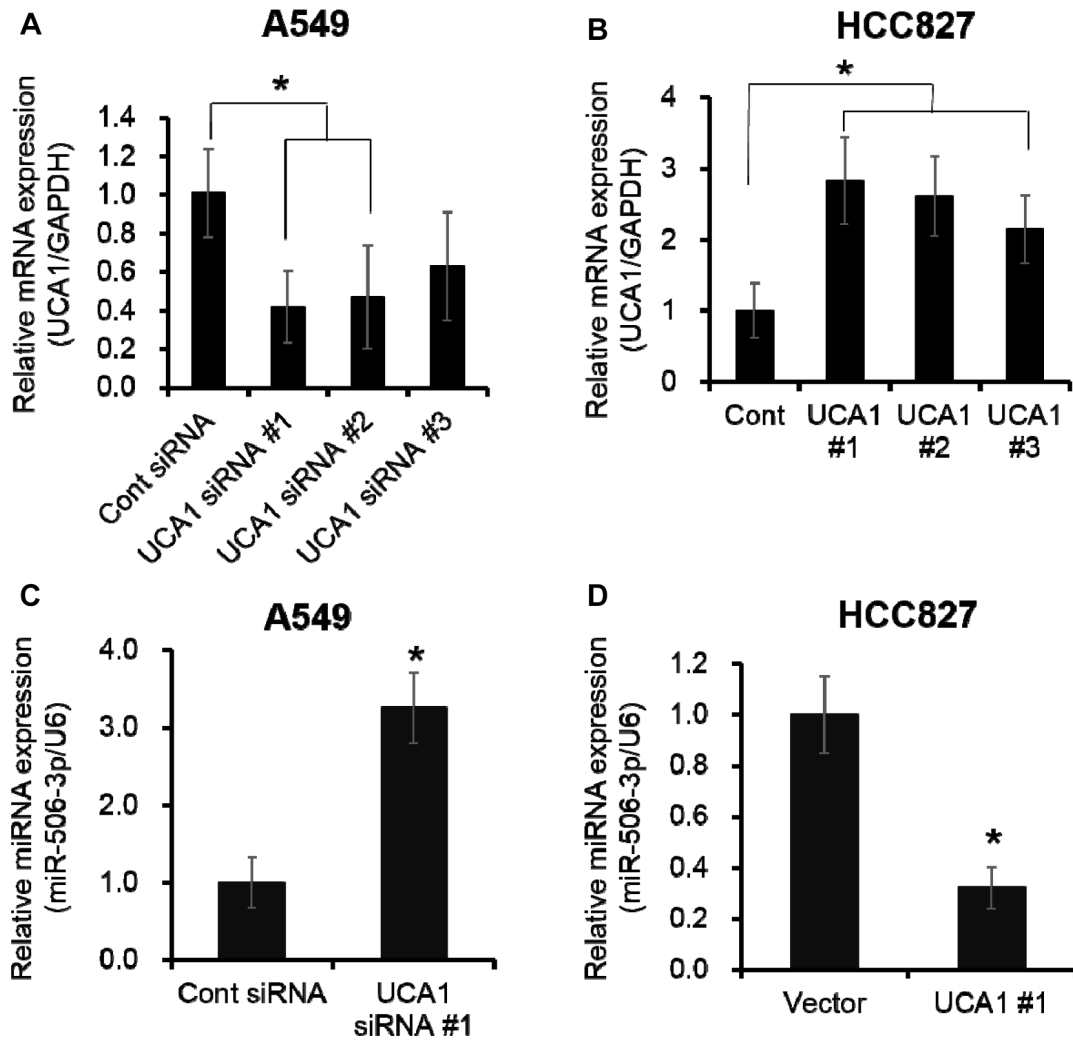 A
A549
Relative mRNA expression
(UCA1/GAPDH)
1.4
1.2
1.0
0.8
0.6
0.4
0.2
0.0
*
Cont siRNA
UCA1 siRNA #1
UCA1 siRNA #2
UCA1 siRNA #3
B
HCC827
Relative mRNA expression
(UCA1/GAPDH)
4
3
2
1
0
*
Cont
UCA1
#1
UCA1
#2
UCA1
#3
C
A549
Relative miRNA expression
(miR-506-3p/U6)
4.0
3.0
2.0
1.0
0.0
*
Cont siRNA
UCA1
siRNA #1
D
HCC827
Relative miRNA expression
(miR-506-3p/U6)
1.2
1.0
0.8
0.6
0.4
0.2
0.0
*
Vector
UCA1 #1